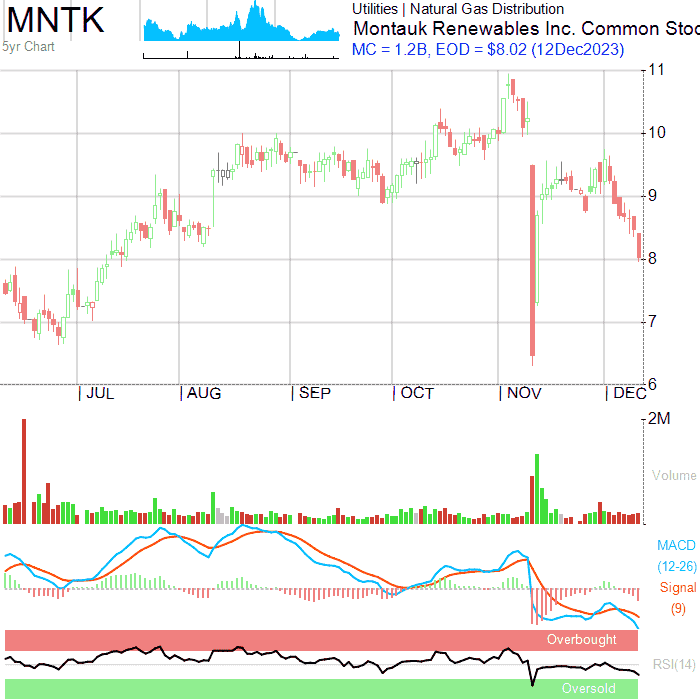 MNTK
5yr Chart
Utilities | Natural Gas Distribution
Montauk Renewables Inc. Common Stoc
MC = 1.2B, EOD = $8.02 (12Dec2023)
11
10
9
8
7
6
JUL AUG SEP OCT NOV DEC
2M
Volume
MACD
(12-26)
Signal
(9)
Overbought
RSI(14)
Oversold